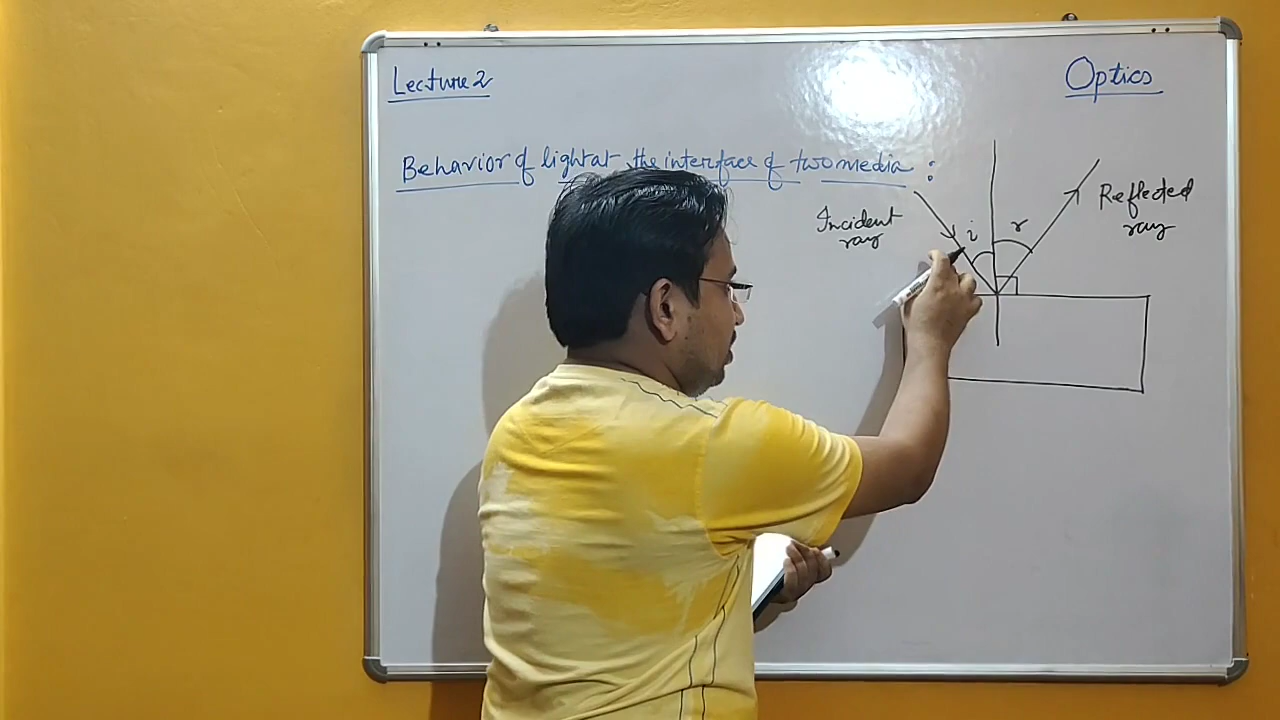 Lecture 2
Optics
Behavior of light at the interface of two media :
Incident
ray
i
r
Reflected
ray